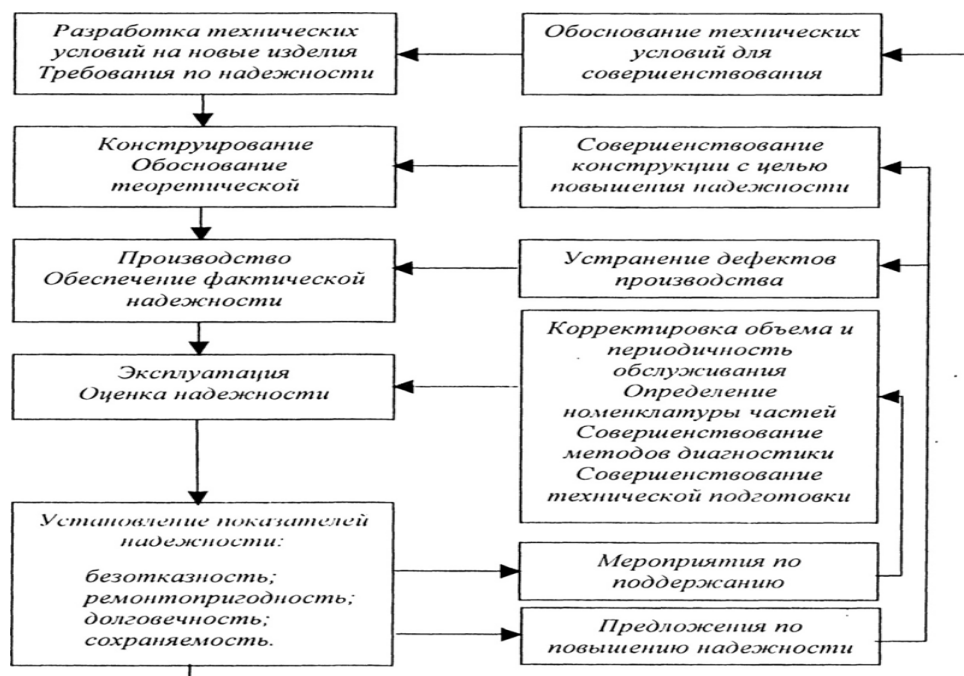 Разработка технических
условий на новые изделия
Требования по надежности
Обоснование технических
условий для
совершенствования
Конструирование
Обоснование
теоретической
Совершенствование
конструкции с целью
повышения надежности
Производство
Обеспечение фактической
надежности
Устранение дефектов
производства
Эксплуатация
Оценка надежности
Корректировка объема и
периодичность
обслуживания
Определение
номенклатуры частей
Совершенствование
методов диагностики
Совершенствование
технической подготовки
Установление показателей
надежности:
безотказность;
ремонтопригодность;
долговечность;
сохраняемость.
Мероприятия по
поддержанию
Предложения по
повышению надежности